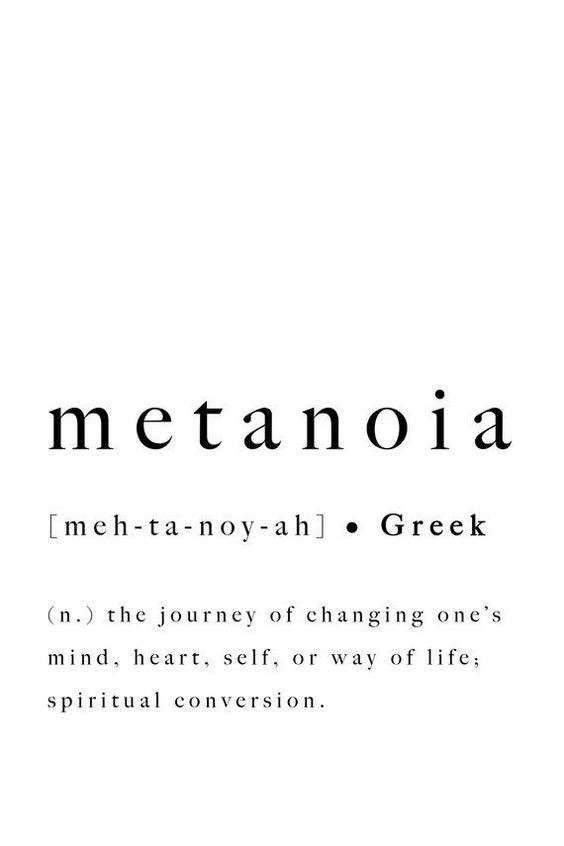 metanoia
[meh-ta-noy-ah] • Greek
(n.) the journey of changing one’s
mind, heart, self, or way of life;
spiritual conversion.